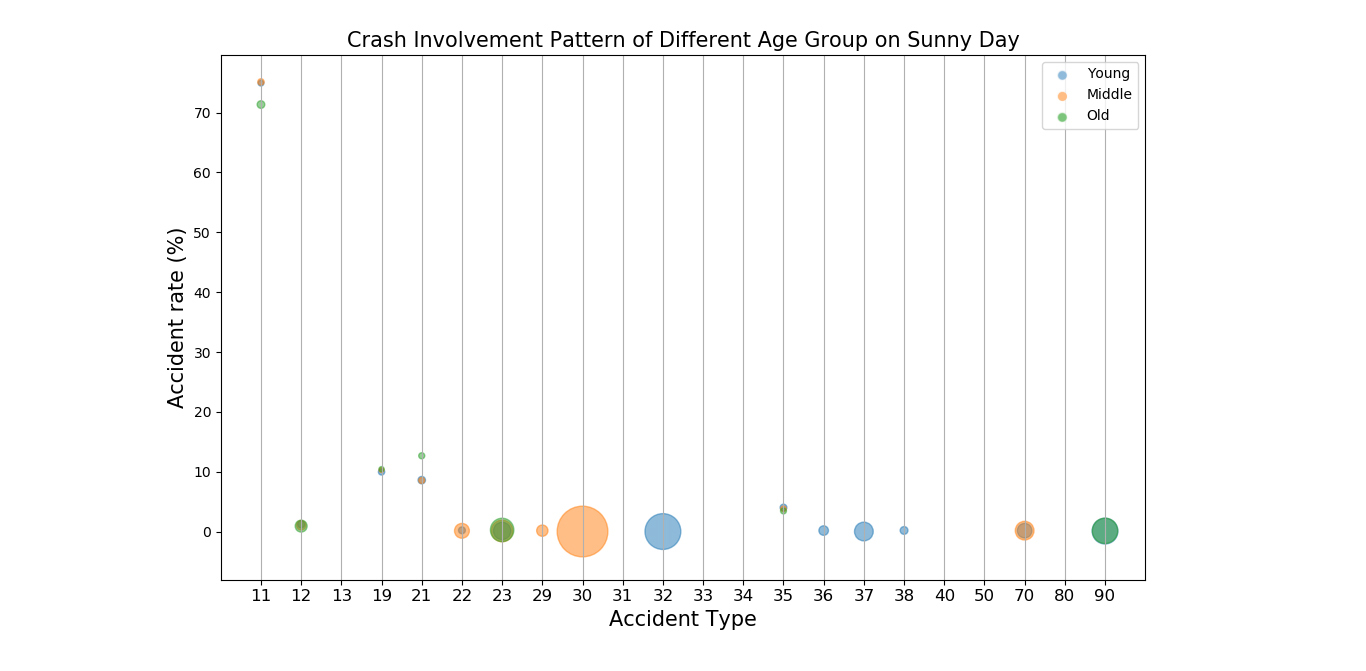 Crash Involvement Pattern of Different Age Group on Sunny Day
Young
Middle
Old
Accident rate (%)
70
60
50
40
30
20
10
0
11 12 13 19 21 22 23 29 30 31 32 33 34 35 36 37 38 40 50 70 80 90
Accident Type